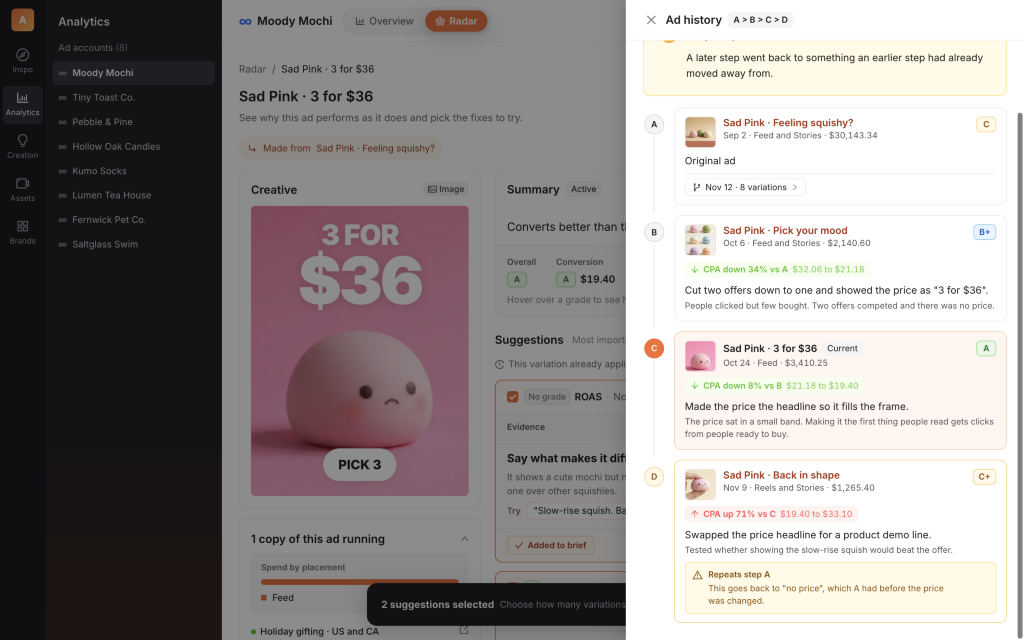 A
Analytics
Ad accounts (8)
Moody Mochi
Tiny Toast Co.
Pebble & Pine
Hollow Oak Candles
Kumo Socks
Lumen Tea House
Fernwick Pet Co.
Saltglass Swim
Inspo
Analytics
Creation
Assets
Brands
Moody Mochi
Overview
Radar
Radar / Sad Pink · 3 for $36
Sad Pink · 3 for $36
See why this ad performs as it does and pick the fixes to try.
Made from Sad Pink · Feeling squishy?
Creative
Image
3 FOR
$36
PICK 3
1 copy of this ad running
Spend by placement
Feed
Holiday gifting · US and CA
Summary
Active
Converts better than
Overall
Conversion
A
A $19.40
Hover over a grade to see
Suggestions
This variation already
No grade
ROAS
Evidence
Say what makes it
It shows a cute mochi but
one over other squishies.
Try
"Slow-rise squish.
Added to brief
2 suggestions selected
Choose how many variations
Ad history
A > B > C > D
A later step went back to something an earlier step had already
moved away from.
A
Sad Pink · Feeling squishy?
C
Sep 2 · Feed and Stories · $30,143.34
Original ad
Nov 12 · 8 variations
B
Sad Pink · Pick your mood
B+
Oct 6 · Feed and Stories · $2,140.60
CPA down 34% vs A $32.06 to $21.18
Cut two offers down to one and showed the price as "3 for $36".
People clicked but few bought. Two offers competed and there was no price.
C
Sad Pink · 3 for $36
Current
A
Oct 24 · Feed · $3,410.25
CPA down 8% vs B $21.18 to $19.40
Made the price the headline so it fills the frame.
The price sat in a small band. Making it the first thing people read gets clicks
from people ready to buy.
D
Sad Pink · Back in shape
C+
Nov 9 · Reels and Stories · $1,265.40
CPA up 71% vs C $19.40 to $33.10
Swapped the price headline for a product demo line.
Tested whether showing the slow-rise squish would beat the offer.
Repeats step A
This goes back to "no price", which A had before the price
was changed.